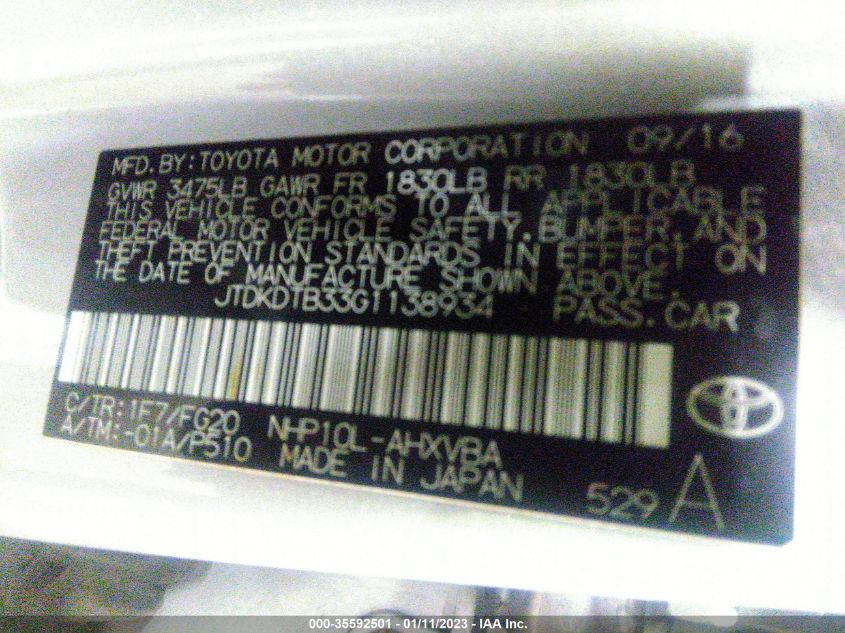 MFD.BY:TOYOTA MOTOR CORPORATION 09/16
GVWR 3475LB GAWR FR 1830LB RR 1830LB
THIS VEHICLE CONFORMS TO ALL APPLICABLE
FEDERAL MOTOR VEHICLE SAFETY,BUMPER,AND
THEFT PREVENTION STANDARDS IN EFFECT ON
THE DATE OF MANUFACTURE SHOWN ABOVE.
JTDKDTB33G1138934 PASS.CAR
C/TR:1F7/FG20 NHP10L-AHXVBA
A/TM:-01A/P510 MADE IN JAPAN
529 A
000-35592501 - 01/11/2023 - IAA Inc.